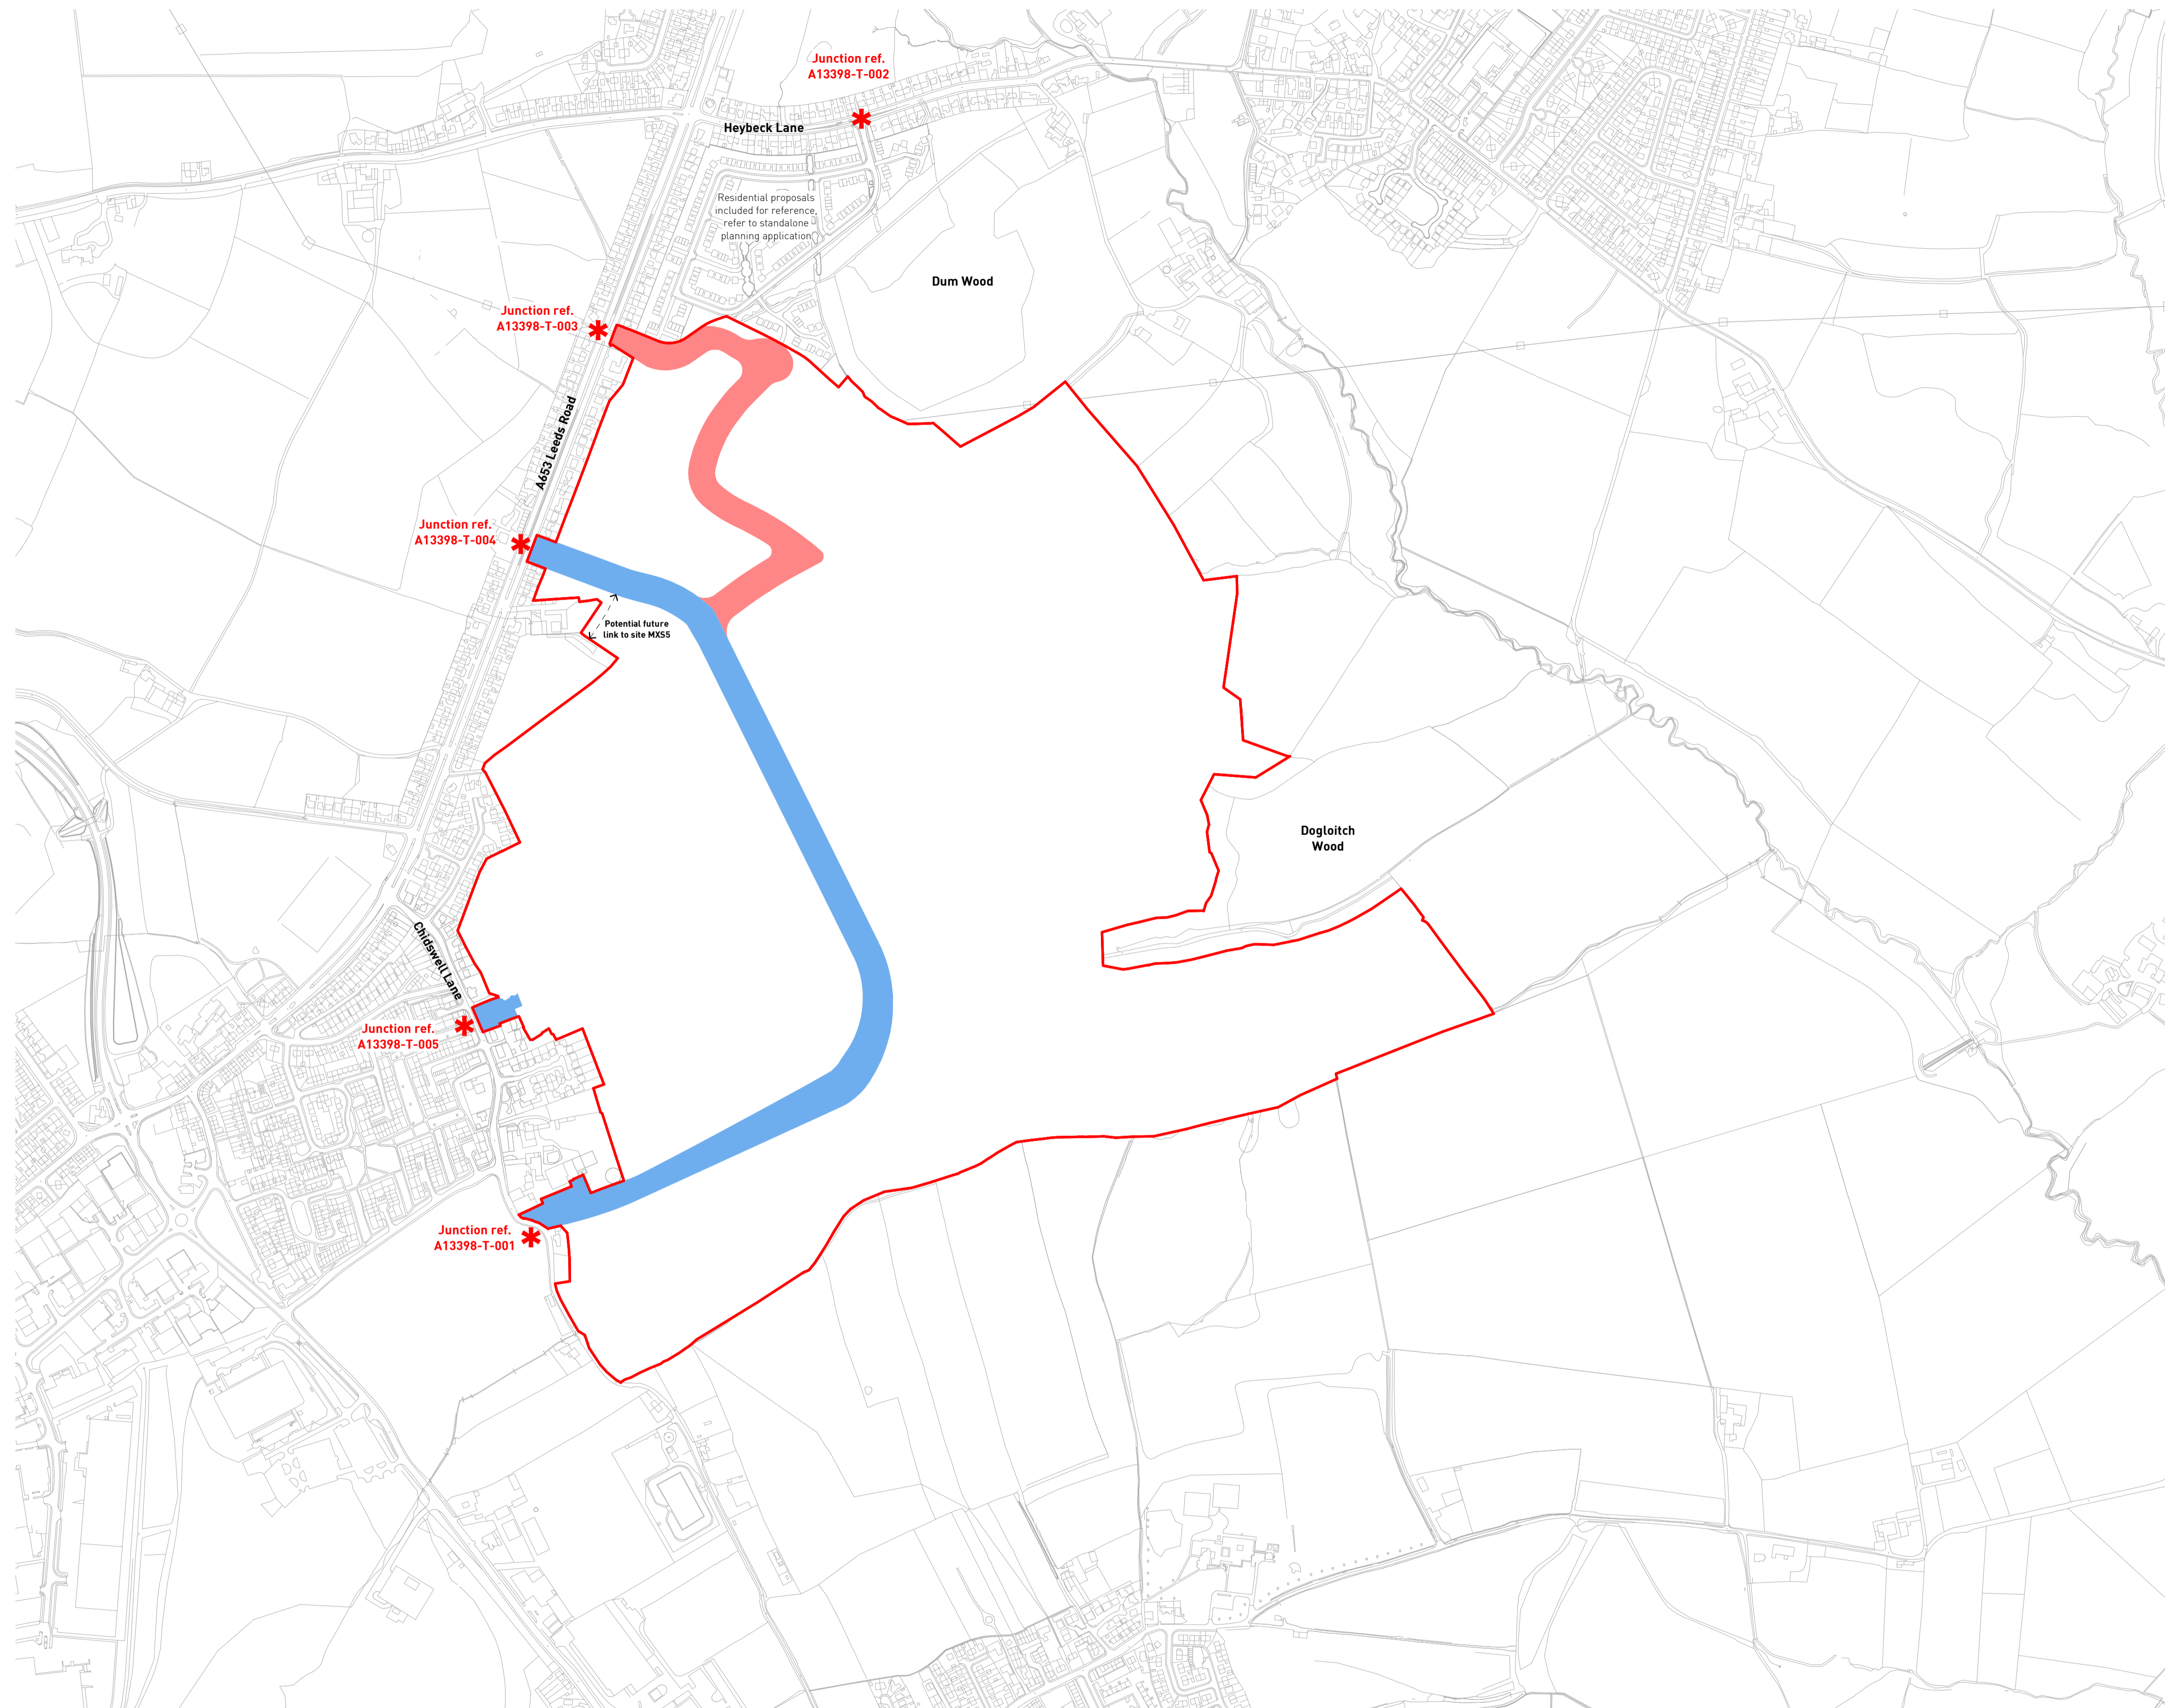 Junction ref.
A13398-T-002
Heybeck Lane
Residential proposals
included for reference,
refer to standalone
planning application
Dum Wood
Junction ref.
A13398-T-003
A653 Leeds Road
Junction ref.
A13398-T-004
Potential future
link to site MXS5
Dogloitch
Wood
Chidswell Lane
Junction ref.
A13398-T-005
Junction ref.
A13398-T-001